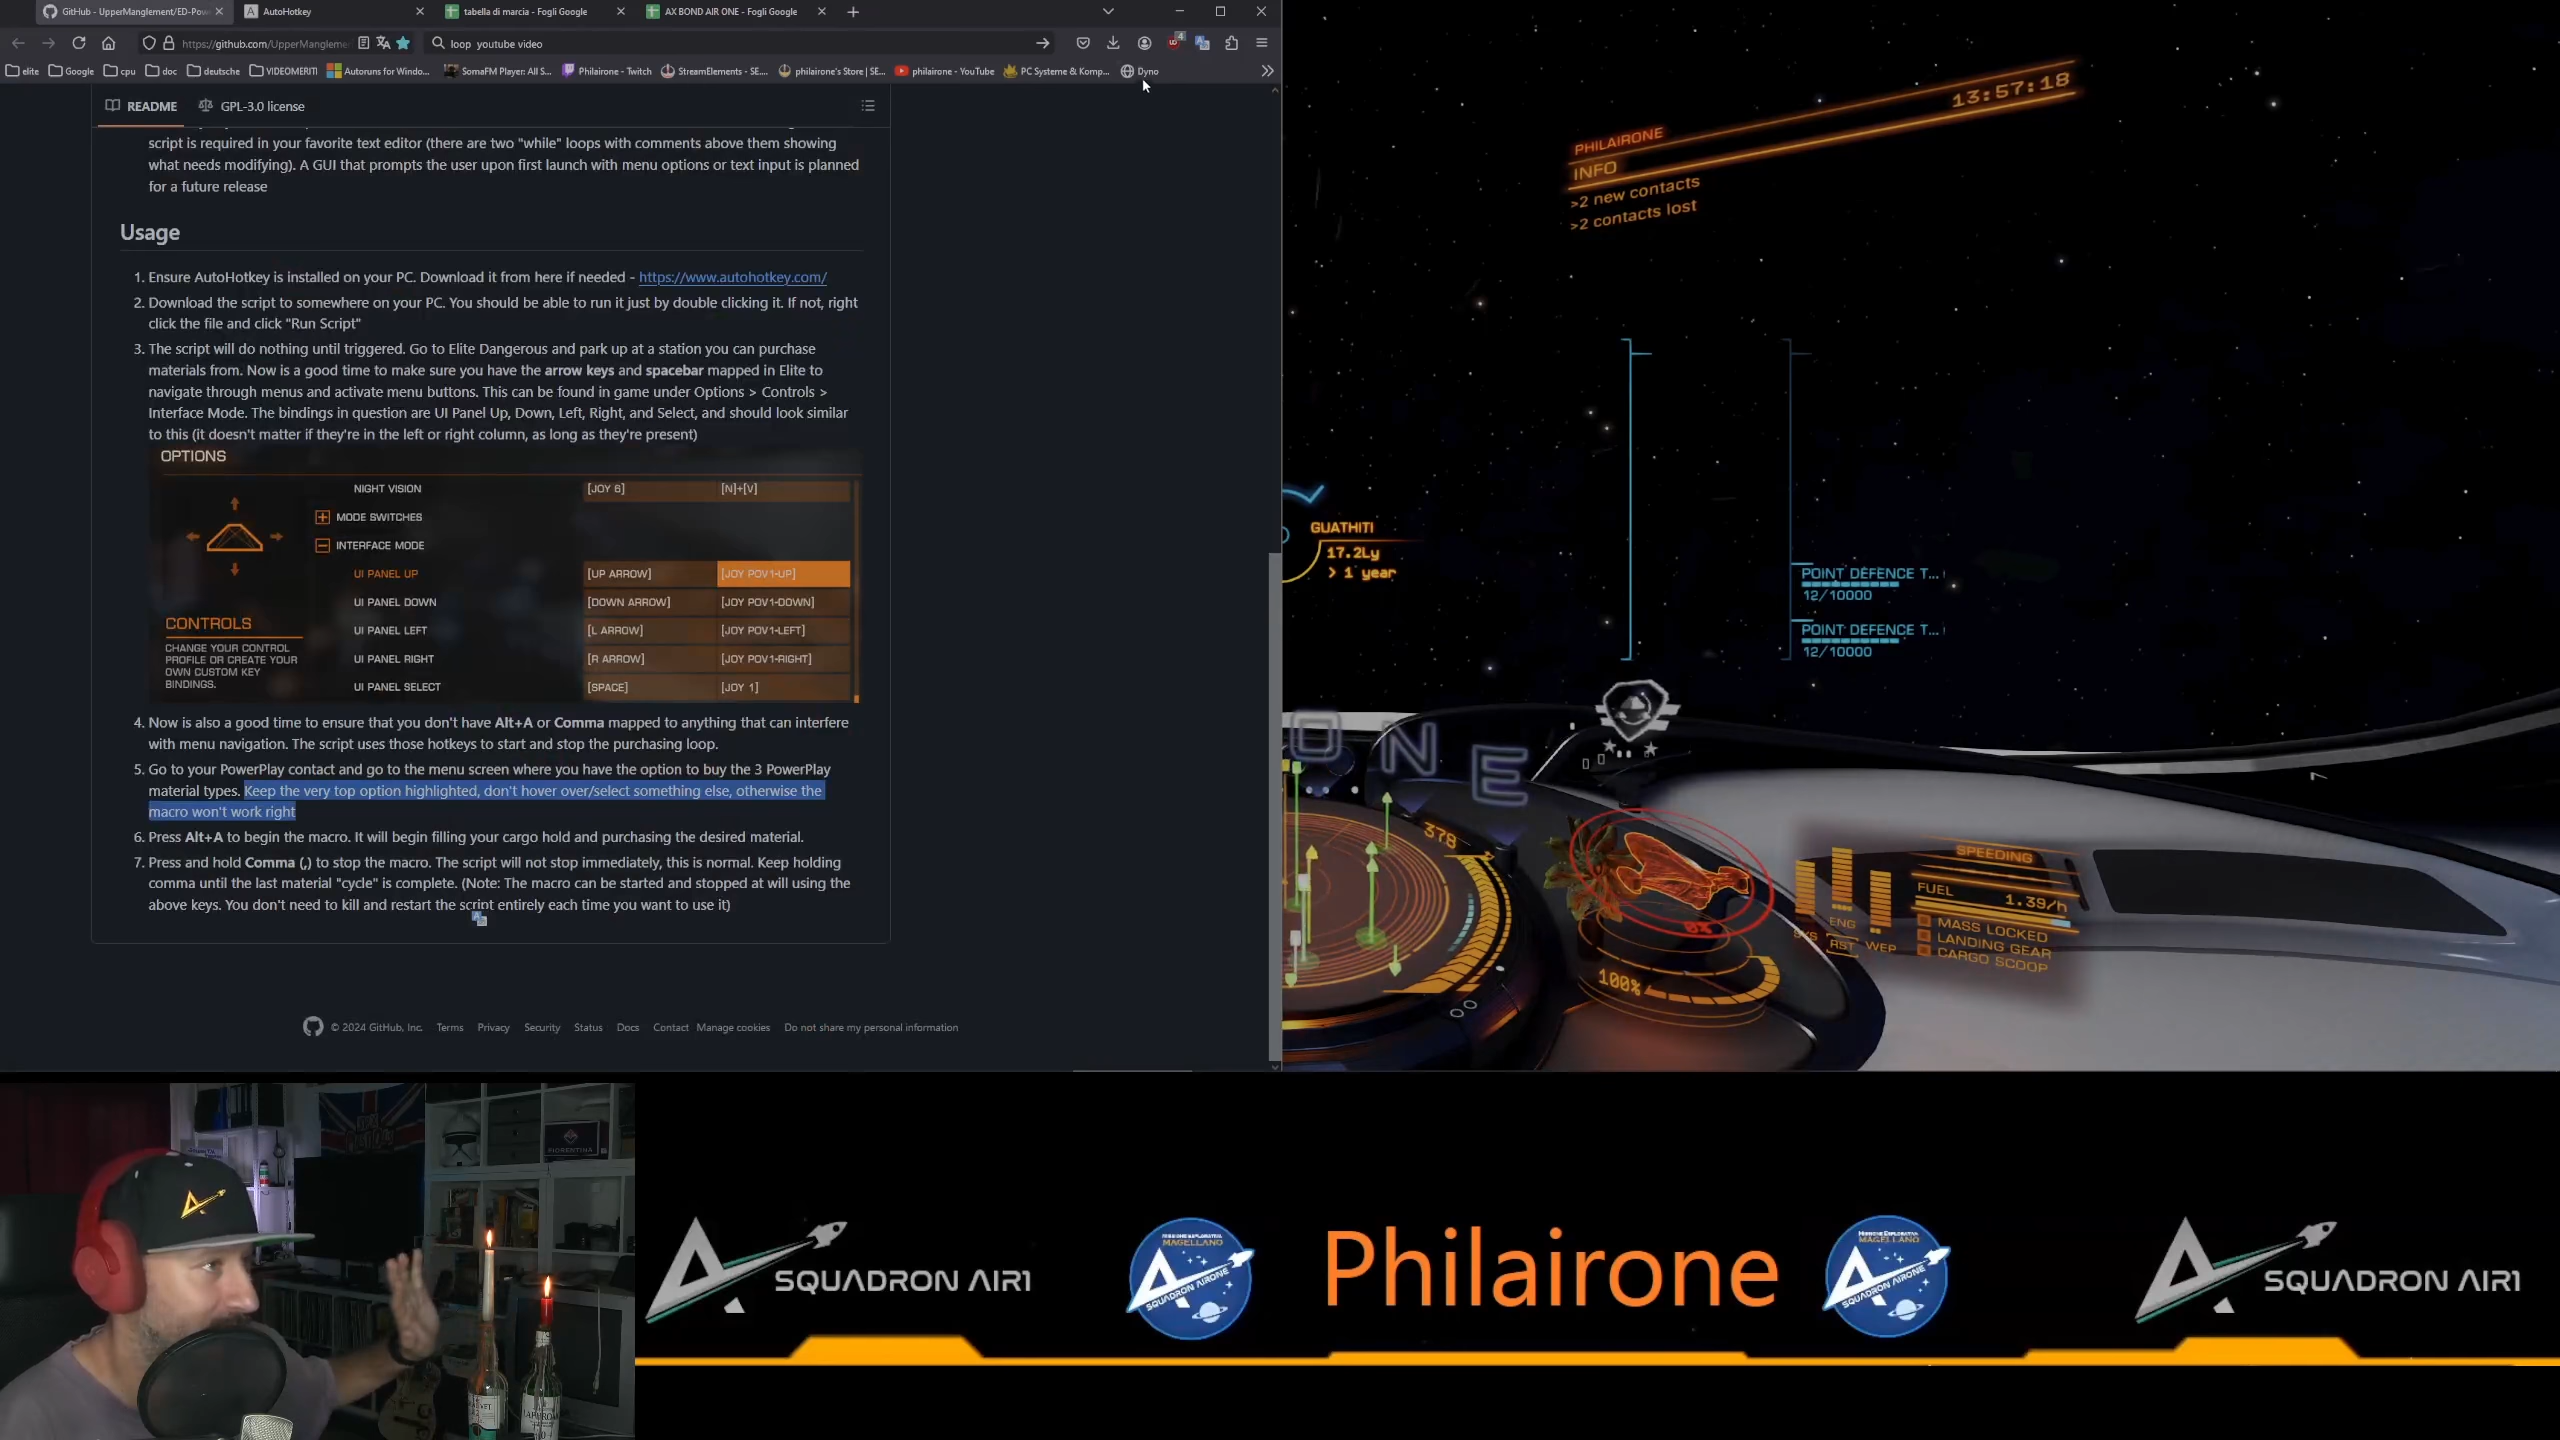 GitHub - UpperManglement/ED-Pow
AutoHotkey
tabella di marcia - Fogli Google
AX BOND AIR ONE - Fogli Google
https://github.com/UpperMangleme
loop youtube video
4
elite
Google
cpu
doc
deutsche
VIDEOMERITI
Autoruns for Windo...
SomaFM Player: All S...
Philairone - Twitch
StreamElements - SE...
philairone's Store | SE...
philairone - YouTube
PC Systeme & Komp...
Dyno
README
GPL-3.0 license
script is required in your favorite text editor (there are two "while" loops with comments above them showing
what needs modifying). A GUI that prompts the user upon first launch with menu options or text input is planned
for a future release
Usage
1. Ensure AutoHotkey is installed on your PC. Download it from here if needed - https://www.autohotkey.com/
2. Download the script to somewhere on your PC. You should be able to run it just by double clicking it. If not, right
click the file and click "Run Script"
3. The script will do nothing until triggered. Go to Elite Dangerous and park up at a station you can purchase
materials from. Now is a good time to make sure you have the arrow keys and spacebar mapped in Elite to
navigate through menus and activate menu buttons. This can be found in game under Options > Controls >
Interface Mode. The bindings in question are UI Panel Up, Down, Left, Right, and Select, and should look similar
to this (it doesn't matter if they're in the left or right column, as long as they're present)
OPTIONS
NIGHT VISION [JOY 6] [N]+[V]
MODE SWITCHES
INTERFACE MODE
UI PANEL UP [UP ARROW] [JOY POV1-UP]
UI PANEL DOWN [DOWN ARROW] [JOY POV1-DOWN]
UI PANEL LEFT [L ARROW] [JOY POV1-LEFT]
UI PANEL RIGHT [R ARROW] [JOY POV1-RIGHT]
UI PANEL SELECT [SPACE] [JOY 1]
CONTROLS
CHANGE YOUR CONTROL
PROFILE OR CREATE YOUR
OWN CUSTOM KEY
BINDINGS.
4. Now is also a good time to ensure that you don't have Alt+A or Comma mapped to anything that can interfere
with menu navigation. The script uses those hotkeys to start and stop the purchasing loop.
5. Go to your PowerPlay contact and go to the menu screen where you have the option to buy the 3 PowerPlay
material types. Keep the very top option highlighted, don't hover over/select something else, otherwise the
macro won't work right
6. Press Alt+A to begin the macro. It will begin filling your cargo hold and purchasing the desired material.
7. Press and hold Comma (,) to stop the macro. The script will not stop immediately, this is normal. Keep holding
comma until the last material "cycle" is complete. (Note: The macro can be started and stopped at will using the
above keys. You don't need to kill and restart the script entirely each time you want to use it)
© 2024 GitHub, Inc. Terms Privacy Security Status Docs Contact Manage cookies Do not share my personal information
13:57:18
PHILAIRONE
INFO
>2 new contacts
>2 contacts lost
GUATHITI
17.2Ly
> 1 year
POINT DEFENCE T...
12/10000
POINT DEFENCE T...
12/10000
ONE
378
0%
100%
SYS
ENG
RST
WEP
SPEEDING
FUEL
1.39/h
MASS LOCKED
LANDING GEAR
CARGO SCOOP
FIORENTINA
SQUADRON AIR1
MAGELLANO
SQUADRON AIRONE
Philairone
MAGELLANO
SQUADRON AIRONE
SQUADRON AIR1